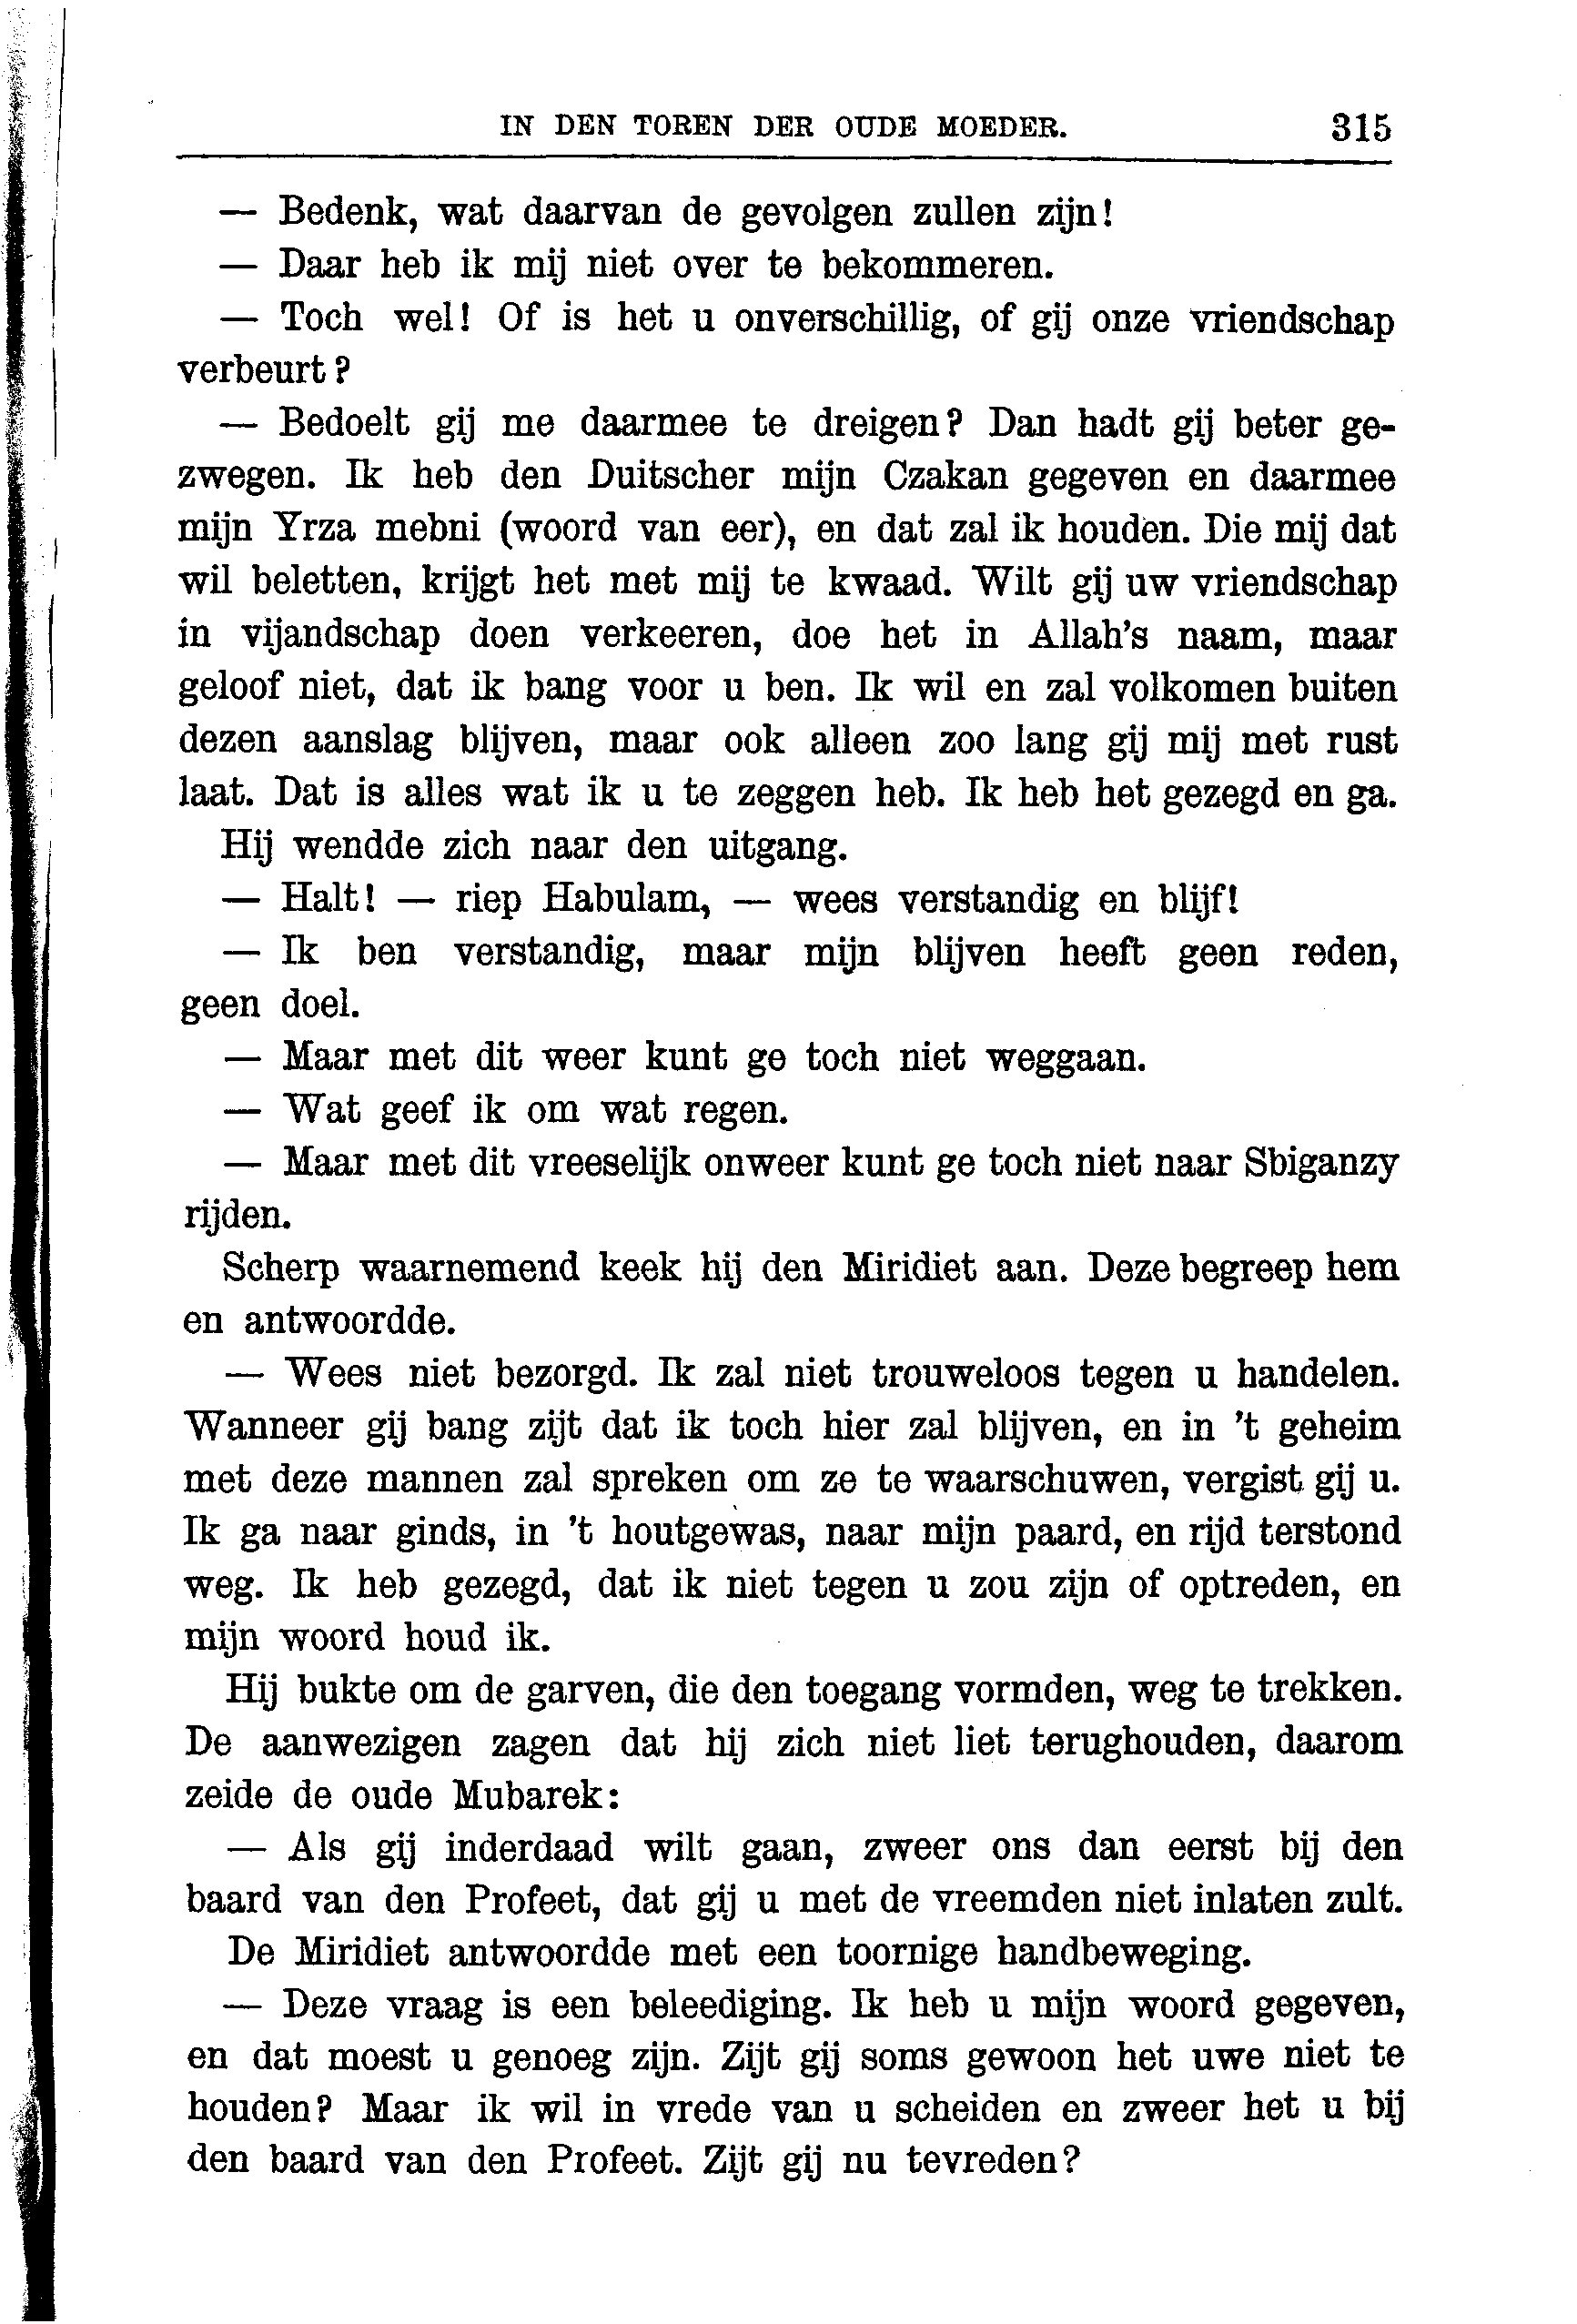 IN DEN TOREN DER OUDE MOEDER. 315
— Bedenk, wat daarvan de gevolgen zullen zijn!
— Daar heb ik mij niet over te bekommeren.
— Toch wel! Of is het u onverschillig, of gij onze vriendschap
verbeurt?
— Bedoelt gij me daarmee te dreigen? Dan hadt gij beter ge-
zwegen. Ik heb den Duitscher mijn Czakan gegeven en daarmee
mijn Yrza mebni (woord van eer), en dat zal ik houden. Die mij dat
wil beletten, krijgt het met mij te kwaad. Wilt gij uw vriendschap
in vijandschap doen verkeeren, doe het in Allah's naam, maar
geloof niet, dat ik bang voor u ben. Ik wil en zal volkomen buiten
dezen aanslag blijven, maar ook alleen zoo lang gij mij met rust
laat. Dat is alles wat ik u te zeggen heb. Ik heb het gezegd en ga.
Hij wendde zich naar den uitgang.
— Halt! — riep Habulam, — wees verstandig en blijf!
— Ik ben verstandig, maar mijn blijven heeft geen reden,
geen doel.
— Maar met dit weer kunt ge toch niet weggaan.
— Wat geef ik om wat regen.
— Maar met dit vreeselijk onweer kunt ge toch niet naar Sbiganzy
rijden.
Scherp waarnemend keek hij den Miridiet aan. Deze begreep hem
en antwoordde.
— Wees niet bezorgd. Ik zal niet trouweloos tegen u handelen.
Wanneer gij bang zijt dat ik toch hier zal blijven, en in 't geheim
met deze mannen zal spreken om ze te waarschuwen, vergist gij u.
Ik ga naar ginds, in 't houtgewas, naar mijn paard, en rijd terstond
weg. Ik heb gezegd, dat ik niet tegen u zou zijn of optreden, en
mijn woord houd ik.
Hij bukte om de garven, die den toegang vormden, weg te trekken.
De aanwezigen zagen dat hij zich niet liet terughouden, daarom
zeide de oude Mubarek:
— Als gij inderdaad wilt gaan, zweer ons dan eerst bij den
baard van den Profeet, dat gij u met de vreemden niet inlaten zult.
De Miridiet antwoordde met een toornige handbeweging.
— Deze vraag is een beleediging. Ik heb u mijn woord gegeven,
en dat moest u genoeg zijn. Zijt gij soms gewoon het uwe niet te
houden? Maar ik wil in vrede van u scheiden en zweer het u bij
den baard van den Profeet. Zijt gij nu tevreden?